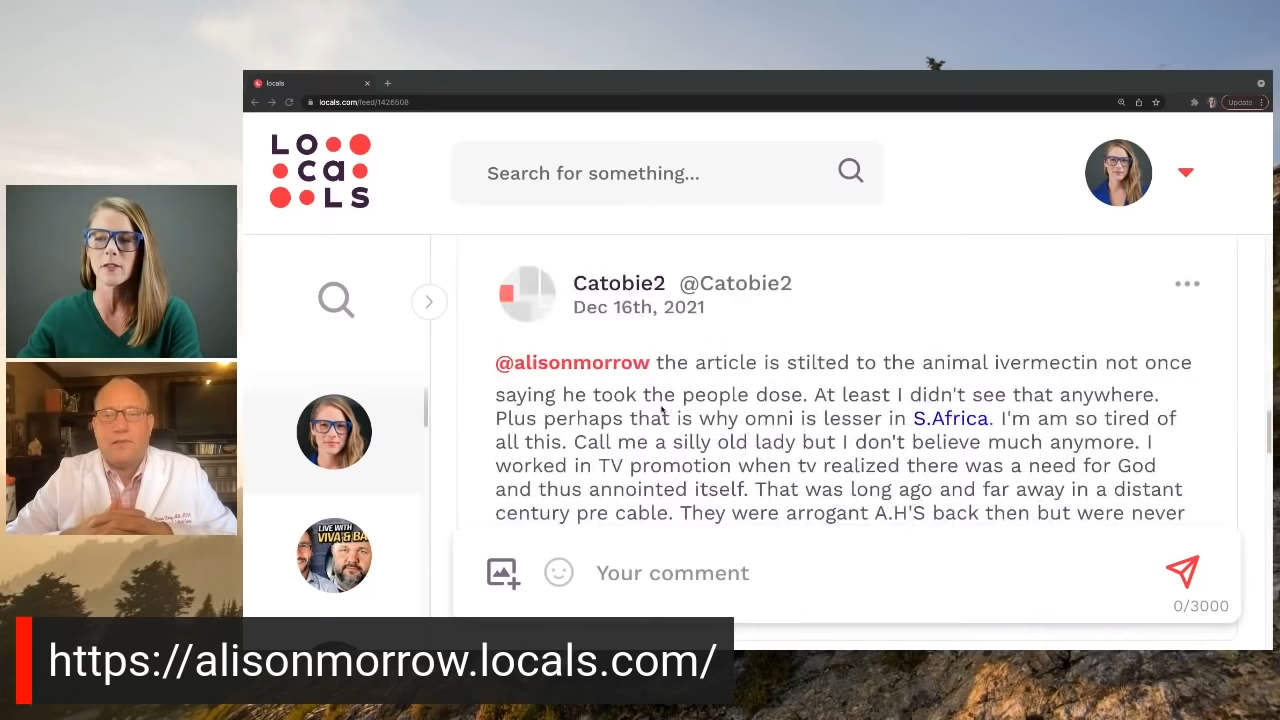 locals
locals.com/feed/1426508
Update
LOcaLS
Search for something...
Catobie2 @Catobie2
Dec 16th, 2021
@alisonmorrow the article is stilted to the animal ivermectin not once
saying he took the people dose. At least I didn't see that anywhere.
Plus perhaps that is why omni is lesser in S.Africa. I'm am so tired of
all this. Call me a silly old lady but I don't believe much anymore. I
worked in TV promotion when tv realized there was a need for God
and thus annointed itself. That was long ago and far away in a distant
century pre cable. They were arrogant A.H'S back then but were never
LIVE WITH
VIVA & BA
Your comment
0/3000
https://alisonmorrow.locals.com/